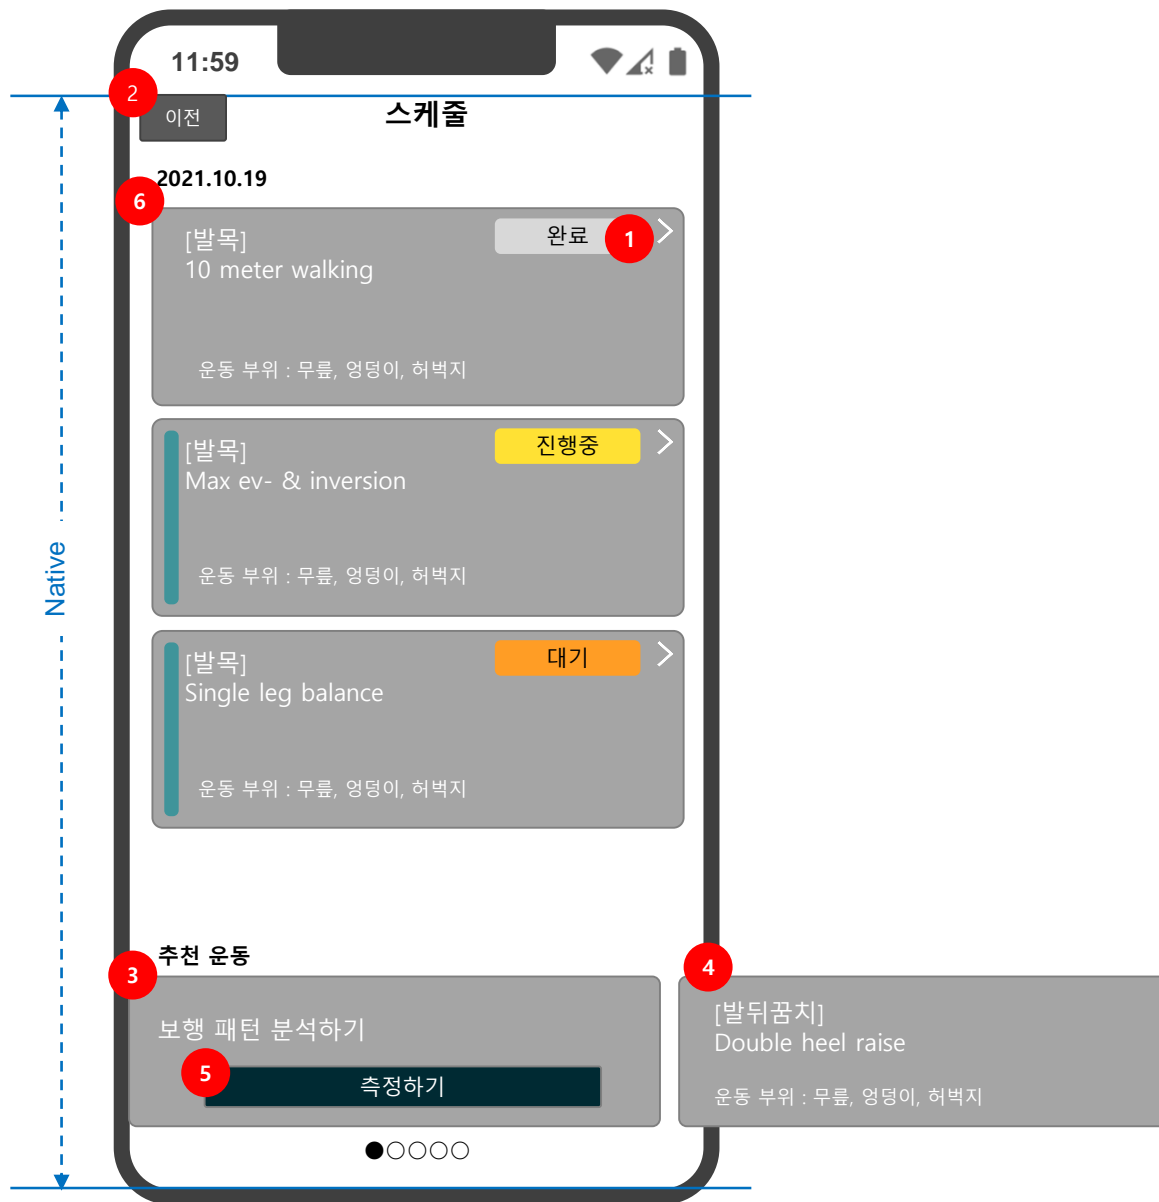 11:59
2
이전
스케줄
2021.10.19
6
[발목]
완료
1
10 meter walking
운동 부위 : 무릎, 엉덩이, 허벅지
[발목]
진행중
Max ev- & inversion
운동 부위 : 무릎, 엉덩이, 허벅지
Native
[발목]
대기
Single leg balance
운동 부위 : 무릎, 엉덩이, 허벅지
추천 운동
3
보행 패턴 분석하기
5
측정하기
4
[발뒤꿈치]
Double heel raise
운동 부위 : 무릎, 엉덩이, 허벅지